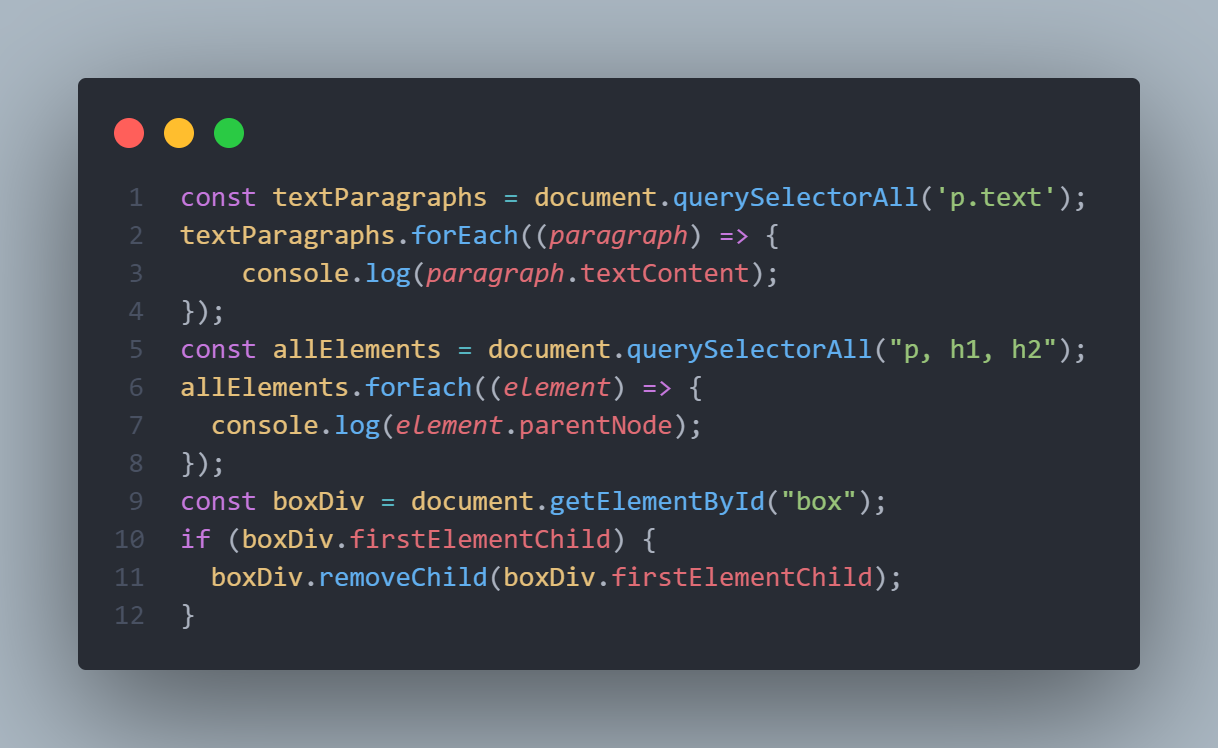 1 const textParagraphs = document.querySelectorAll('p.text');
2 textParagraphs.forEach((paragraph) => {
3     console.log(paragraph.textContent);
4 });
5 const allElements = document.querySelectorAll("p, h1, h2");
6 allElements.forEach((element) => {
7   console.log(element.parentNode);
8 });
9 const boxDiv = document.getElementById("box");
10 if (boxDiv.firstElementChild) {
11   boxDiv.removeChild(boxDiv.firstElementChild);
12 }